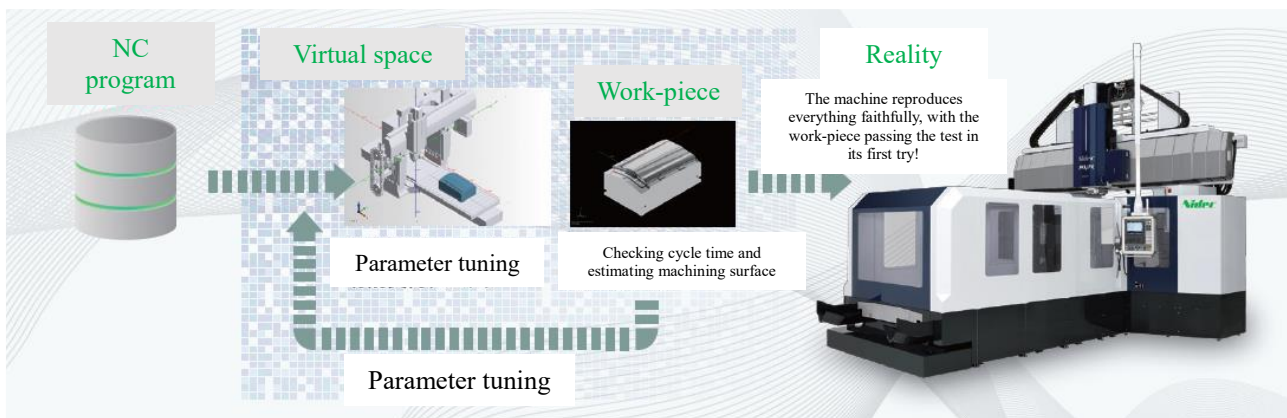 NC
program
Virtual space
Work-piece
Reality
The machine reproduces
everything faithfully, with the
work-piece passing the test in
its first try!
Parameter tuning
Checking cycle time and
estimating machining surface
Parameter tuning
Nidec